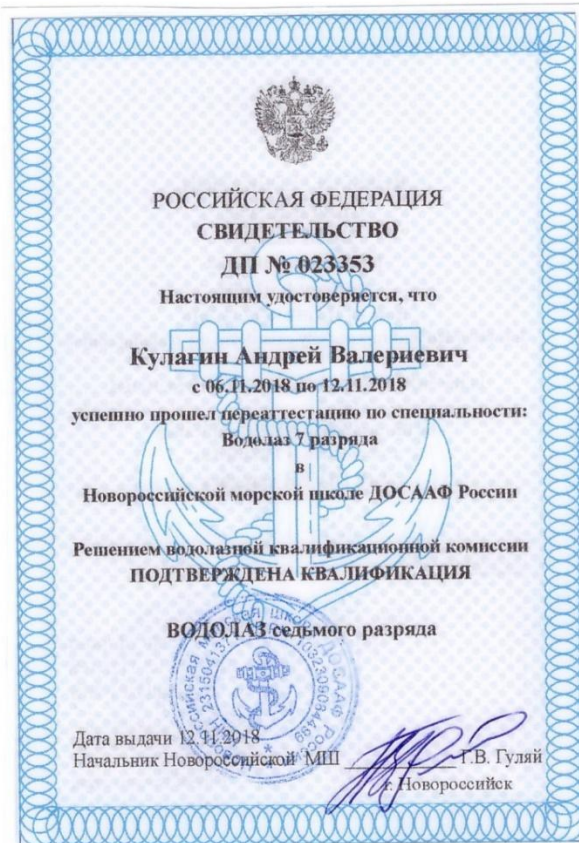 РОССИЙСКАЯ ФЕДЕРАЦИЯ
СВИДЕТЕЛЬСТВО
ДП № 023353
Настоящим удостоверяется, что
Кулагин Андрей Валериевич
с 06.11.2018 по 12.11.2018
успешно прошел переаттестацию по специальности:
Водолаз 7 разряда
в
Новороссийской морской школе ДОСААФ России
Решением водолазной квалификационной комиссии
ПОДТВЕРЖДЕНА КВАЛИФИКАЦИЯ
ВОДОЛАЗ седьмого разряда
Дата выдачи 12.11.2018
Начальник Новороссийской МШ Г.В. Гуляй
г. Новороссийск